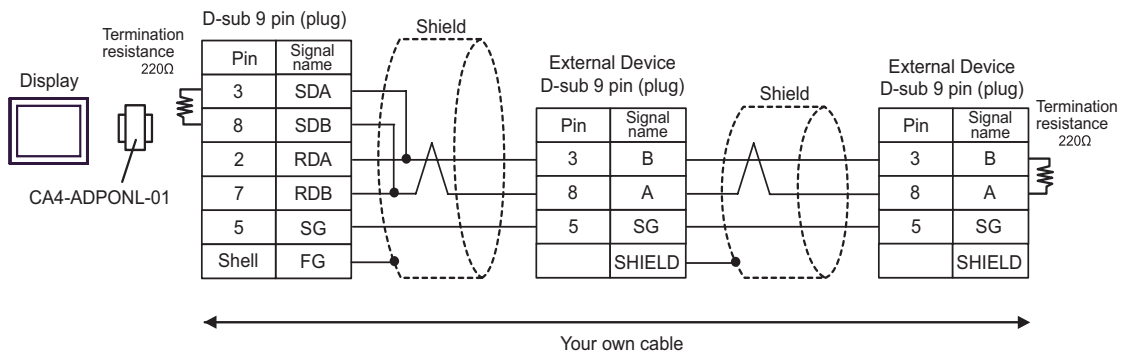 D-sub 9 pin (plug)
Termination
resistance
220Ω
Shield
Display
CA4-ADPONL-01
Pin Signal name
3 SDA
8 SDB
2 RDA
7 RDB
5 SG
Shell FG
External Device
D-sub 9 pin (plug)
Pin Signal name
3 B
8 A
5 SG
SHIELD
Shield
External Device
D-sub 9 pin (plug)
Pin Signal name
3 B
8 A
5 SG
SHIELD
Termination
resistance
220Ω
Your own cable